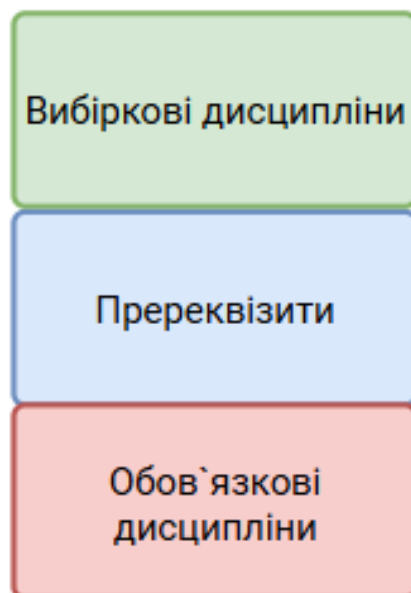 Вибіркові дисципліни
Пререквізити
Обов`язкові
дисципліни